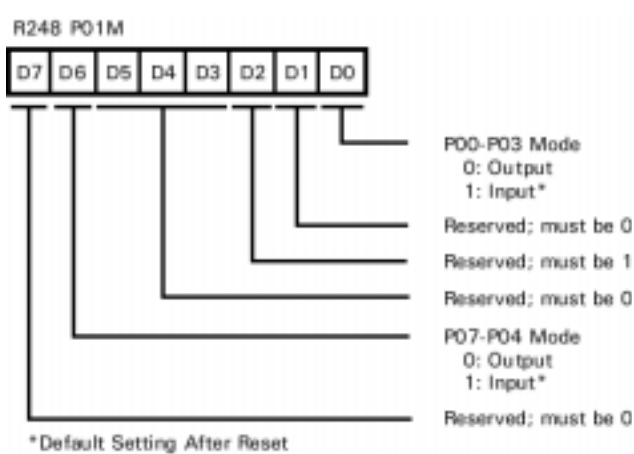 R248 P01M
D7 D6 D5 D4 D3 D2 D1 D0
P00-P03 Mode
0: Output
1: Input*
Reserved; must be 0
Reserved; must be 1
Reserved; must be 0
P07-P04 Mode
0: Output
1: Input*
Reserved; must be 0
*Default Setting After Reset